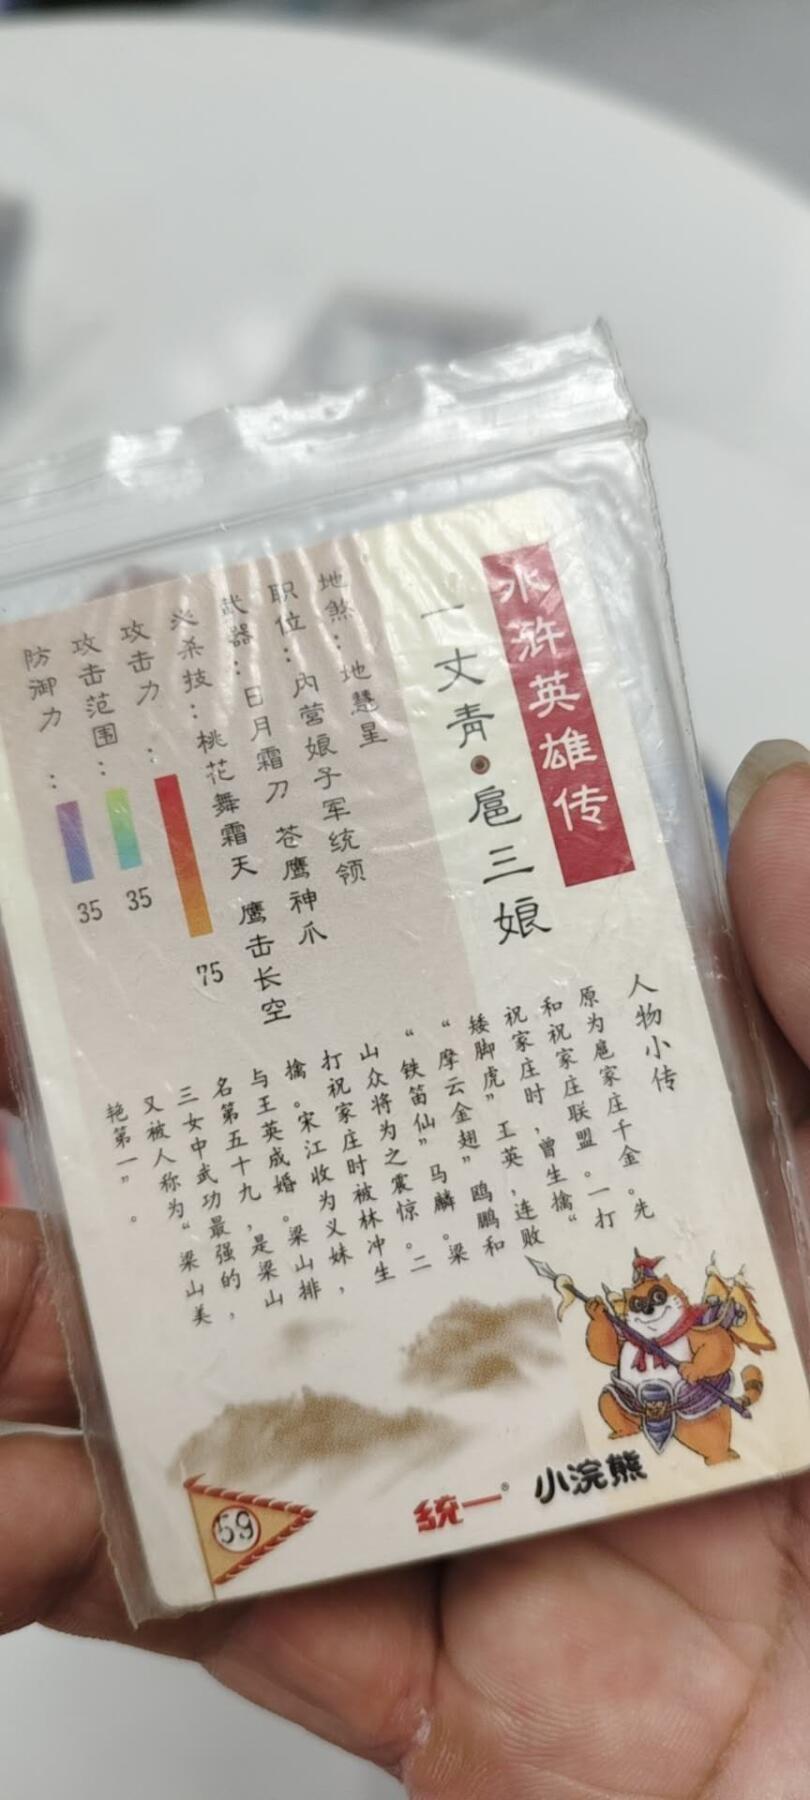 水浒英雄传
一丈青·扈三娘
地煞：地慧星
职位：内营娘子军统领
武器：日月霜刀 苍鹰神爪
必杀技：桃花舞霜天 鹰击长空
攻击力：75
攻击范围：35
防御力：35
人物小传
原为扈家庄千金。先
和祝家庄联盟。一打
祝家庄时，曾生擒“
矮脚虎”王英，连败
“摩云金翅”鸥鹏和
“铁笛仙”马麟。梁
山众将为之震惊。二
打祝家庄时被林冲生
擒。宋江收为义妹，
与王英成婚。梁山排
名第五十九，是梁山
三女中武功最强的，
又被人称为“梁山美
艳第一”。
59
統一®
小浣熊